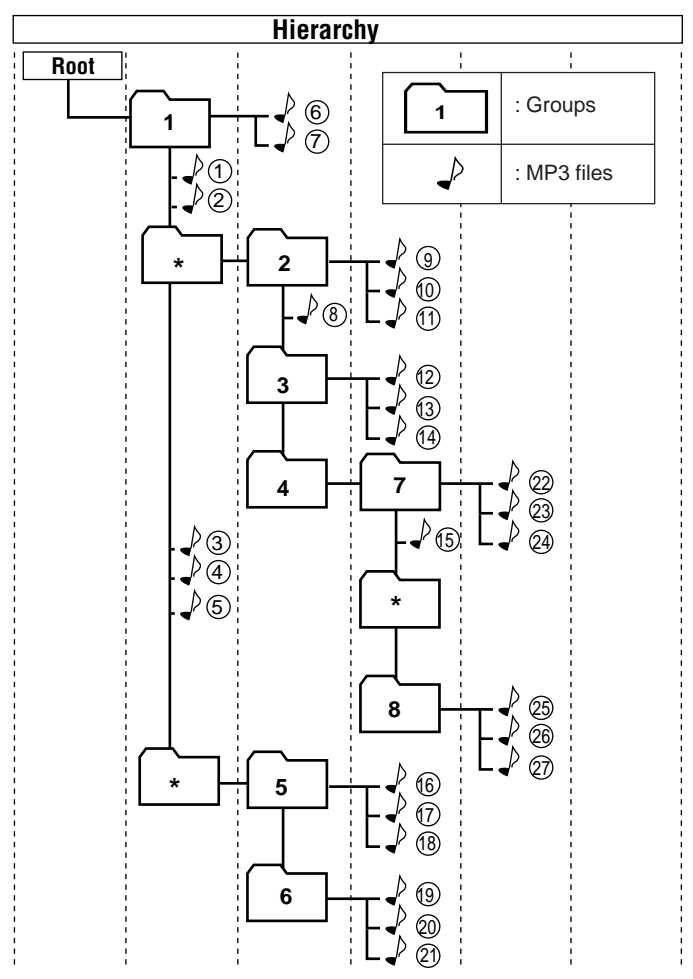 Hierarchy
Root
1 ⑥
1 : Groups
⑦
①
: MP3 files
②
* 2 ⑨
⑩
⑧ ⑪
3 ⑫
⑬
⑭
4 7 ㉒
㉓
③ ⑮ ㉔
④
*
⑤
8 ㉕
㉖
㉗
* 5 ⑯
⑰
⑱
6 ⑲
⑳
㉑